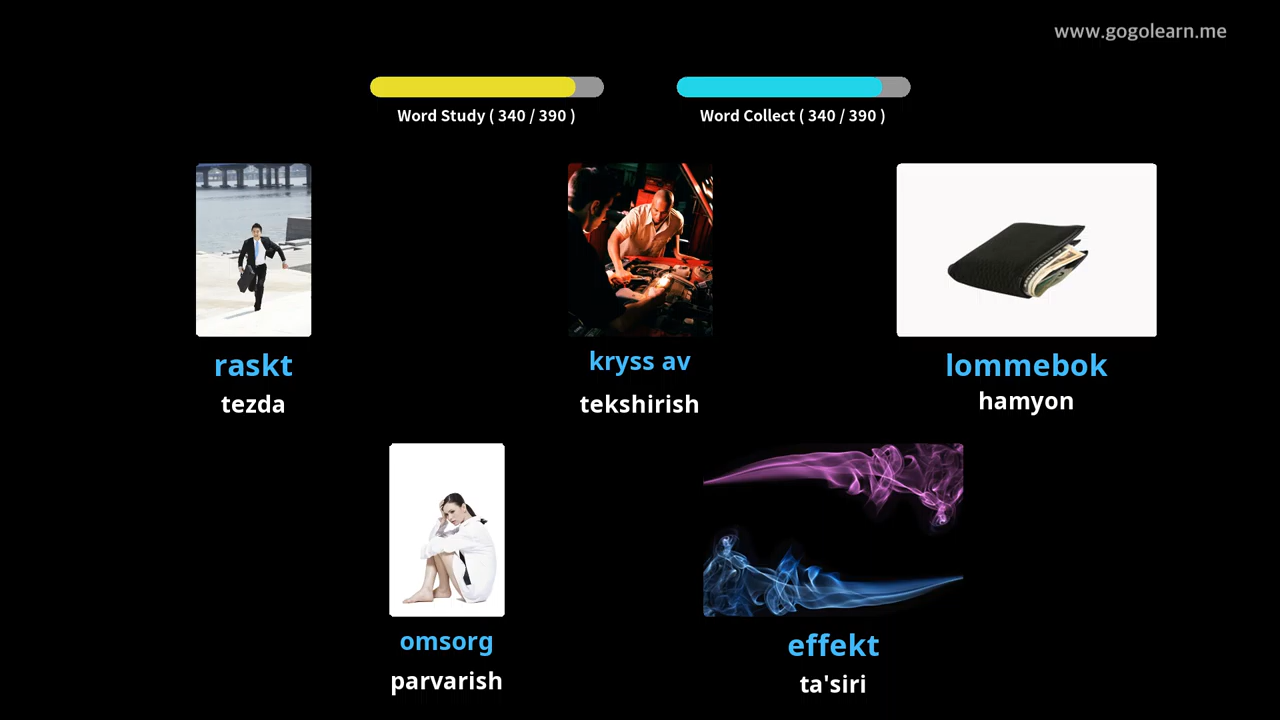 www.gogolearn.me
Word Study ( 340 / 390 )
Word Collect ( 340 / 390 )
raskt
tezda
kryss av
tekshirish
lommebok
hamyon
omsorg
parvarish
effekt
ta'siri